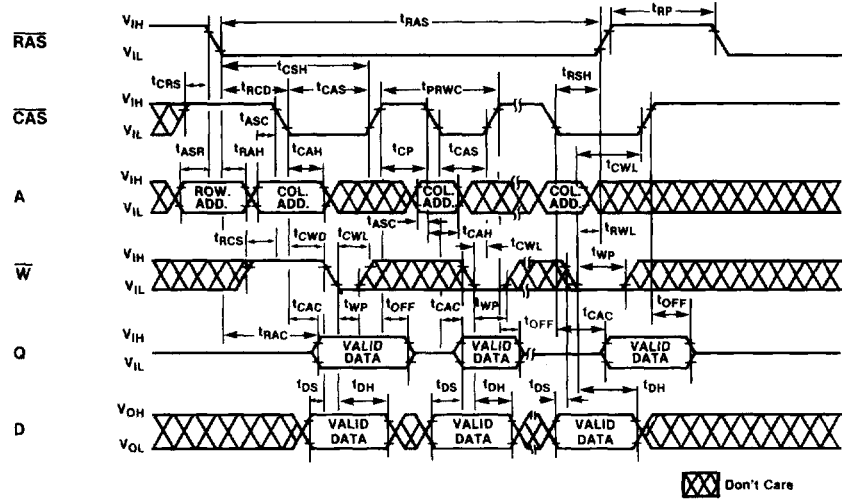 VIH tRAS tRP
RAS
VIL
tCSH
tCRS tRCD tCAS tPRWC tRSH
VIH
CAS
VIL tASC
tASR tRAH tCAH tCP tCAS tCWL
VIH
A ROW. ADD. COL. ADD. COL. ADD. COL. ADD.
VIL
tASC tCAH tRWL
tRCS tCWD tCWL tCWL tWP
VIH
W
VIL
tCAC tWP tOFF tCAC tWP tOFF tCAC tOFF
tRAC
VIH
Q VALID DATA VALID DATA VALID DATA
VIL
tDS tDH tDS tDH tDS tDH
VOH
D VALID DATA VALID DATA VALID DATA
VOL
Don't Care